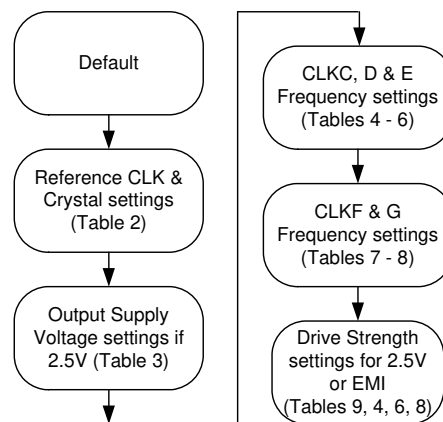 Default
Reference CLK &
Crystal settings
(Table 2)
Output Supply
Voltage settings if
2.5V (Table 3)
CLKC, D & E
Frequency settings
(Tables 4 - 6)
CLKF & G
Frequency settings
(Tables 7 - 8)
Drive Strength
settings for 2.5V
or EMI
(Tables 9, 4, 6, 8)